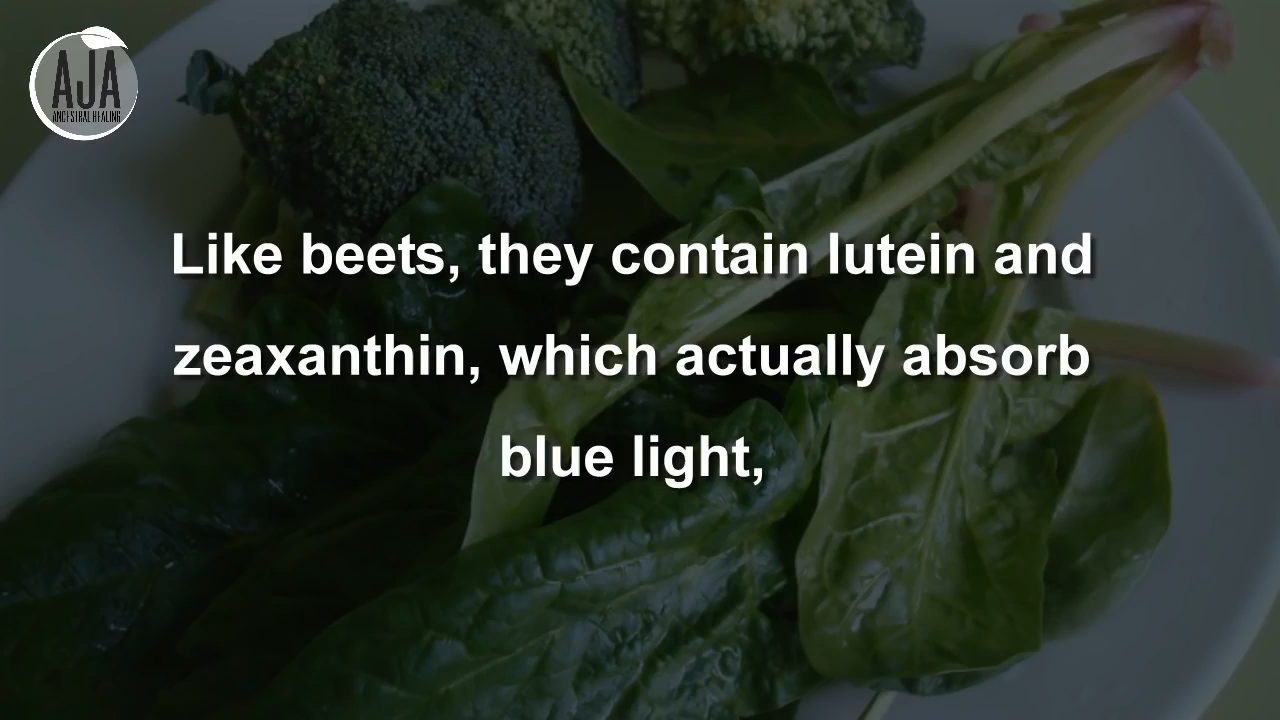 AJA
ANCESTRAL HEALING
Like beets, they contain lutein and
zeaxanthin, which actually absorb
blue light,